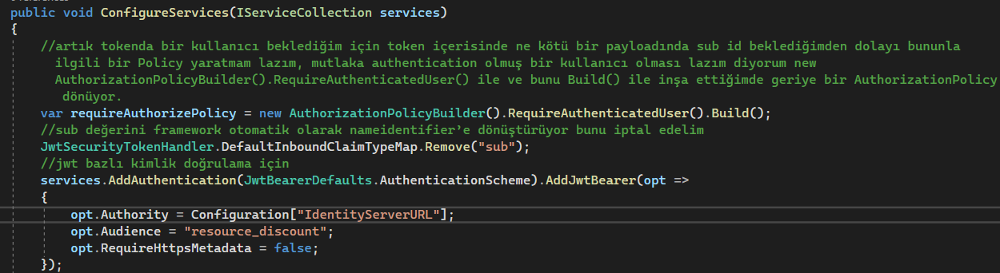 public void ConfigureServices(IServiceCollection services)
{
//artık tokenda bir kullanıcı beklediğim için token içerisinde ne kötü bir payloadında sub id beklediğimden dolayı bununla
ilgili bir Policy yaratmam lazım, mutlaka authentication olmuş bir kullanıcı olması lazım diyorum new
AuthorizationPolicyBuilder().RequireAuthenticatedUser() ile ve bunu Build() ile inşa ettiğimde geriye bir AuthorizationPolicy
dönüyor.
var requireAuthorizePolicy = new AuthorizationPolicyBuilder().RequireAuthenticatedUser().Build();
//sub değerini framework otomatik olarak nameidentifier'e dönüştürüyor bunu iptal edelim
JwtSecurityTokenHandler.DefaultInboundClaimTypeMap.Remove("sub");
//jwt bazlı kimlik doğrulama için
services.AddAuthentication(JwtBearerDefaults.AuthenticationScheme).AddJwtBearer(opt =>
{
opt.Authority = Configuration["IdentityServerURL"];
opt.Audience = "resource_discount";
opt.RequireHttpsMetadata = false;
});